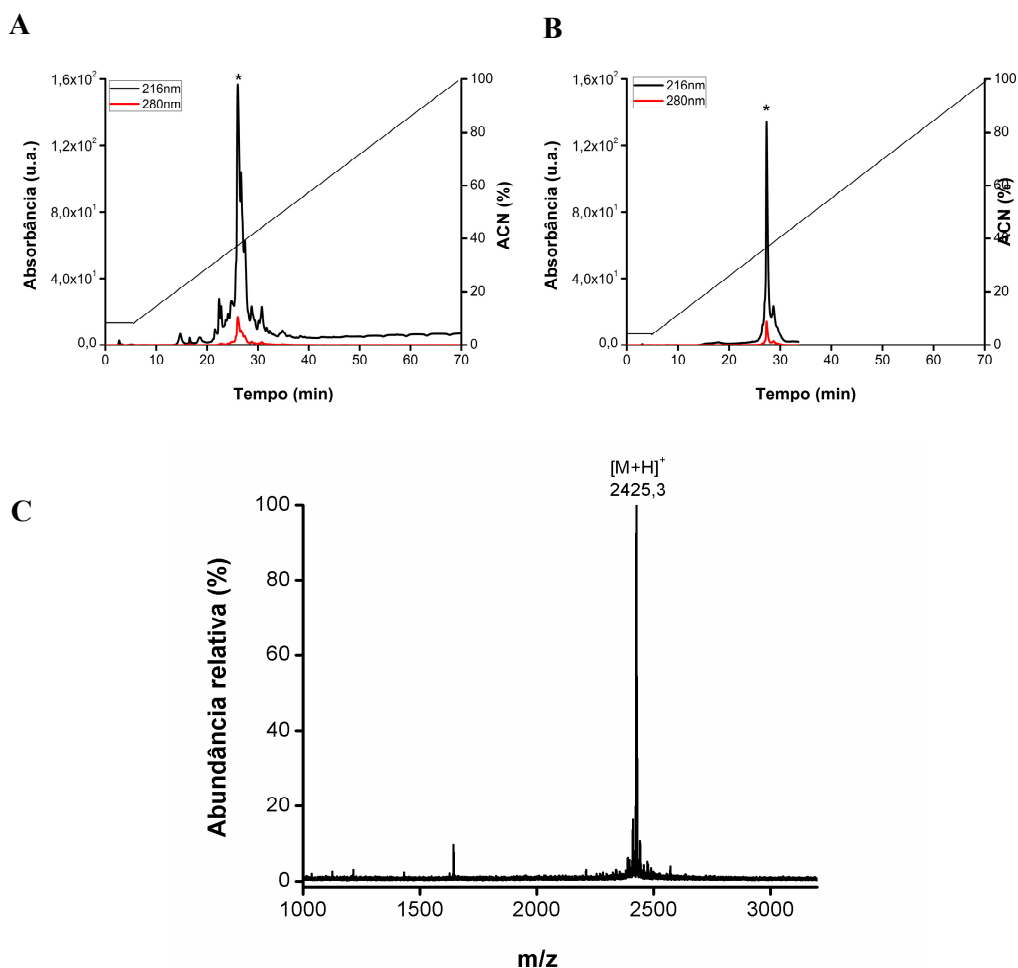 A
B
*
1,6x10²
1,2x10²
8,0x10¹
4,0x10¹
0,0
216nm
280nm
100
80
60
40
20
0
0 10 20 30 40 50 60 70
Absorbância (u.a.)
ACN (%)
Tempo (min)
*
1,6x10²
1,2x10²
8,0x10¹
4,0x10¹
0,0
216nm
280nm
100
80
60
40
20
0
0 10 20 30 40 50 60 70
Absorbância (u.a.)
ACN (%)
Tempo (min)
C
[M+H]⁺
2425,3
100
80
60
40
20
0
1000 1500 2000 2500 3000
Abundância relativa (%)
m/z